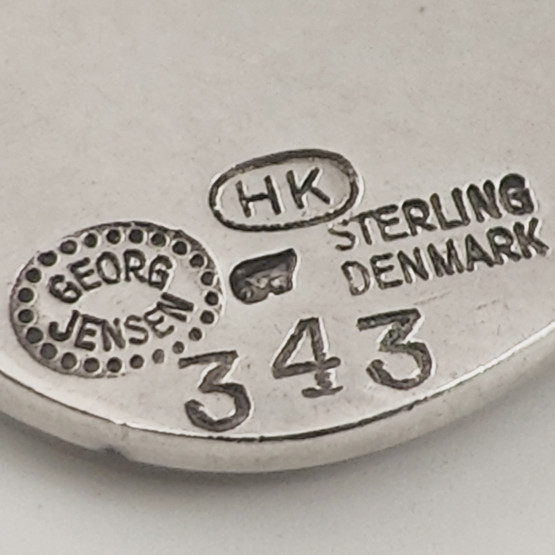 HK
GEORG
JENSEN
STERLING
DENMARK
343